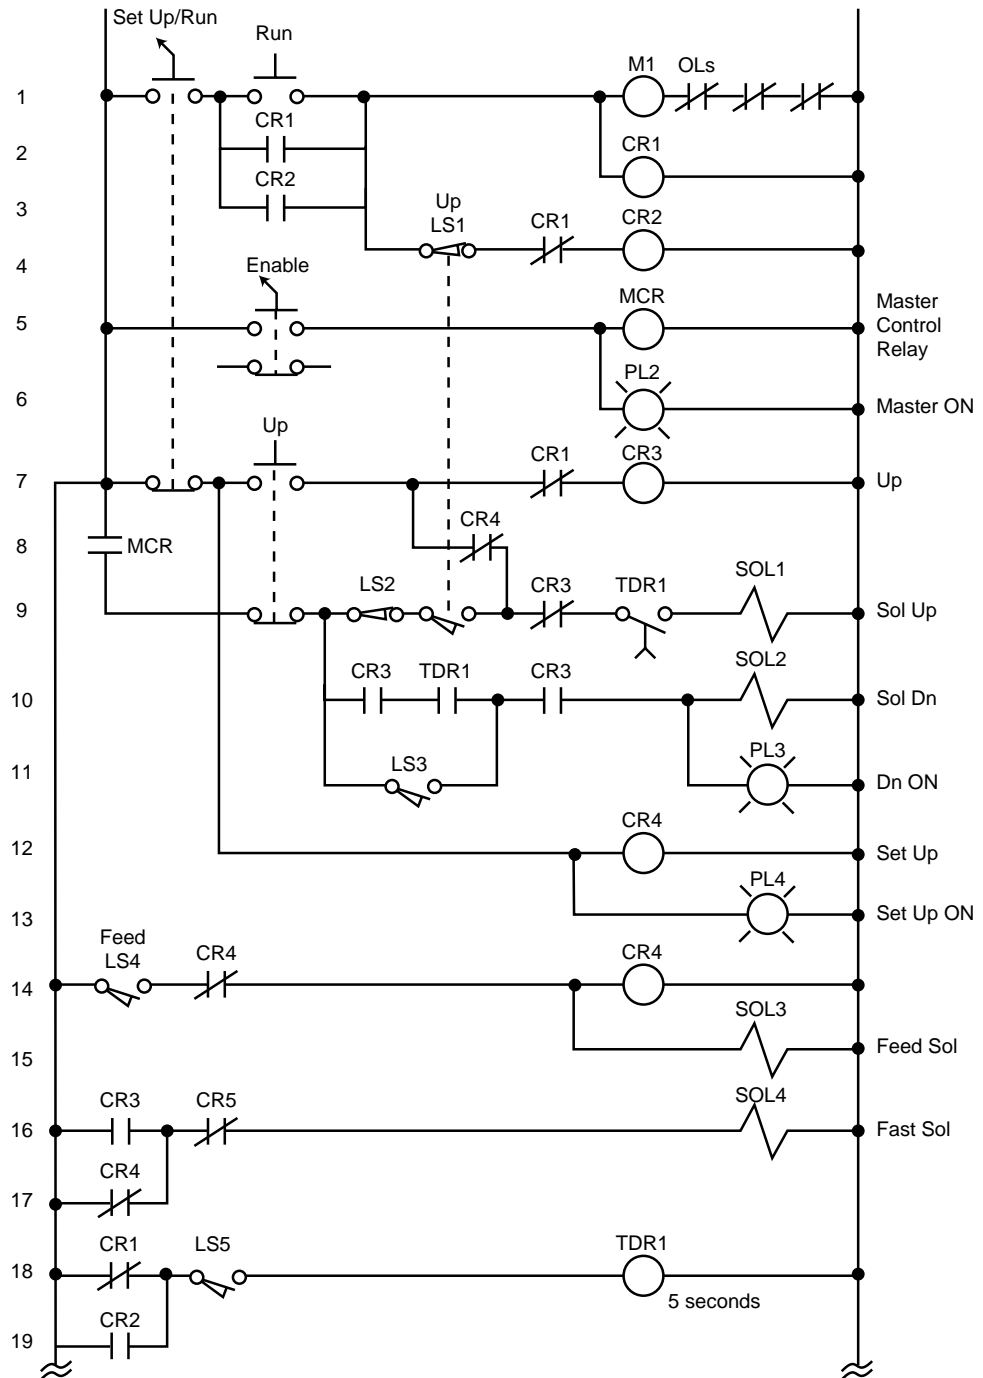 Set Up/Run
Run
M1
OLs
1
CR1
2
CR1
CR2
3
Up
LS1
CR1
CR2
4
Enable
MCR
5
Master
Control
Relay
PL2
6
Master ON
Up
CR1
CR3
7
Up
CR4
8
MCR
LS2
CR3
TDR1
SOL1
9
Sol Up
CR3
TDR1
CR3
SOL2
10
Sol Dn
LS3
PL3
11
Dn ON
CR4
12
Set Up
PL4
13
Set Up ON
Feed
LS4
CR4
CR4
14
SOL3
15
Feed Sol
CR3
CR5
SOL4
16
Fast Sol
CR4
17
CR1
LS5
TDR1
18
5 seconds
CR2
19